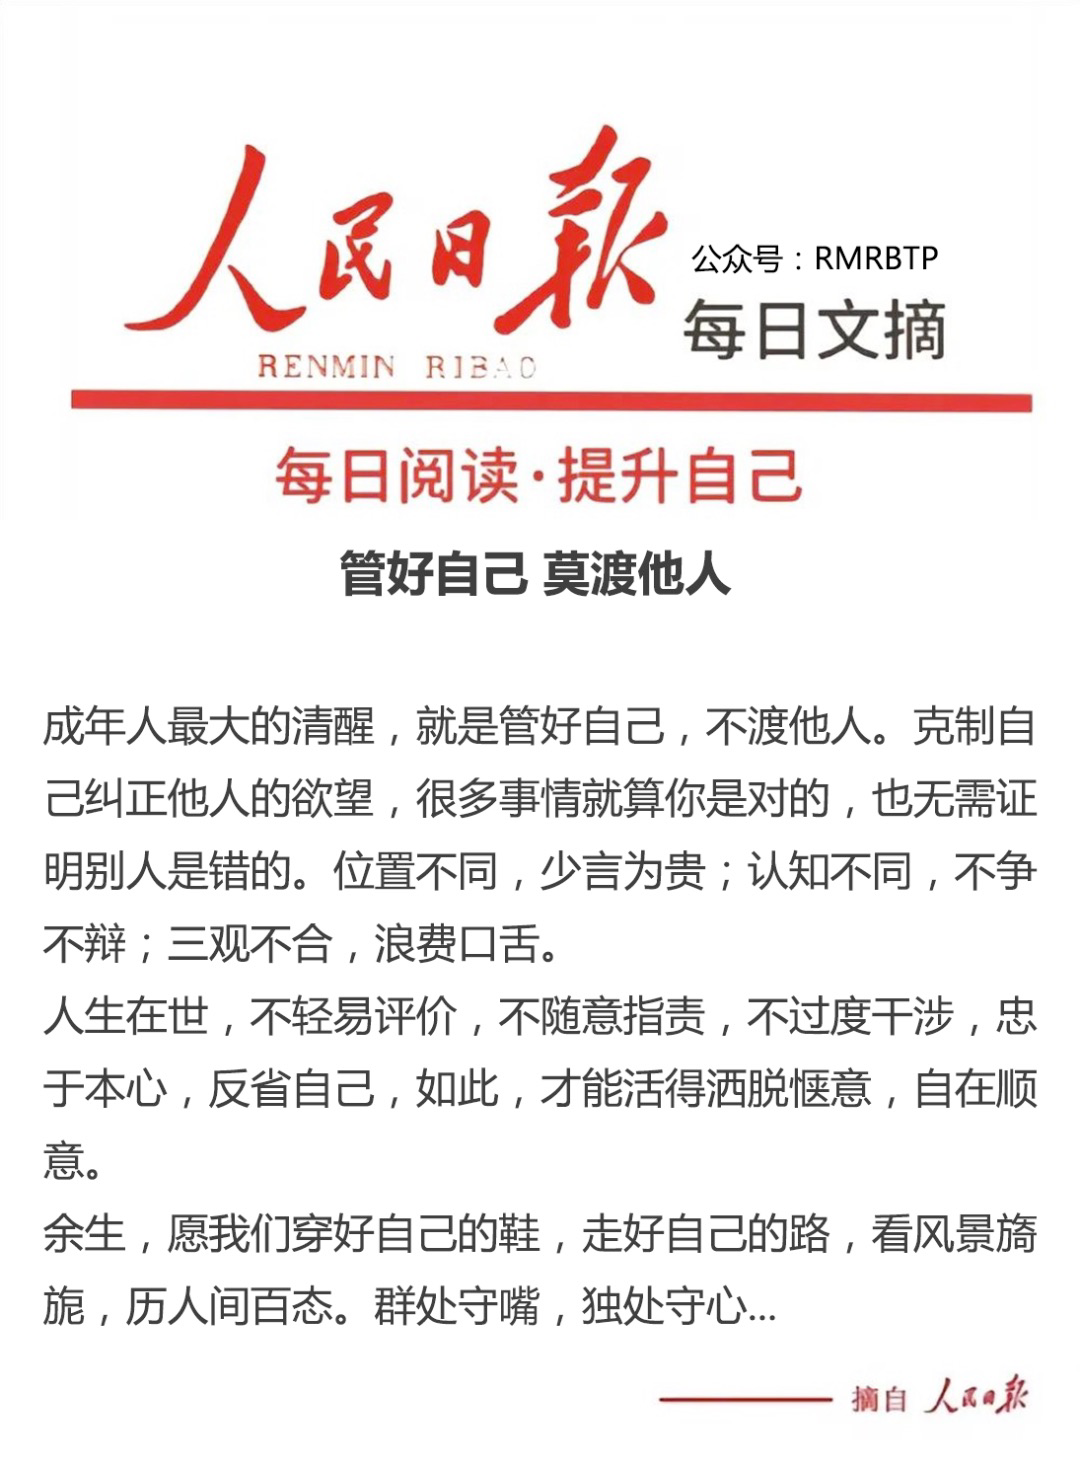 人民日报
公众号：RMRBTP
每日文摘
RENMIN RIBAO
每日阅读·提升自己
管好自己 莫渡他人
成年人最大的清醒，就是管好自己，不渡他人。克制自
己纠正他人的欲望，很多事情就算你是对的，也无需证
明别人是错的。位置不同，少言为贵；认知不同，不争
不辩；三观不合，浪费口舌。
人生在世，不轻易评价，不随意指责，不过度干涉，忠
于本心，反省自己，如此，才能活得洒脱惬意，自在顺
意。
余生，愿我们穿好自己的鞋，走好自己的路，看风景旖
旎，历人间百态。群处守嘴，独处守心...
摘自 人民日报